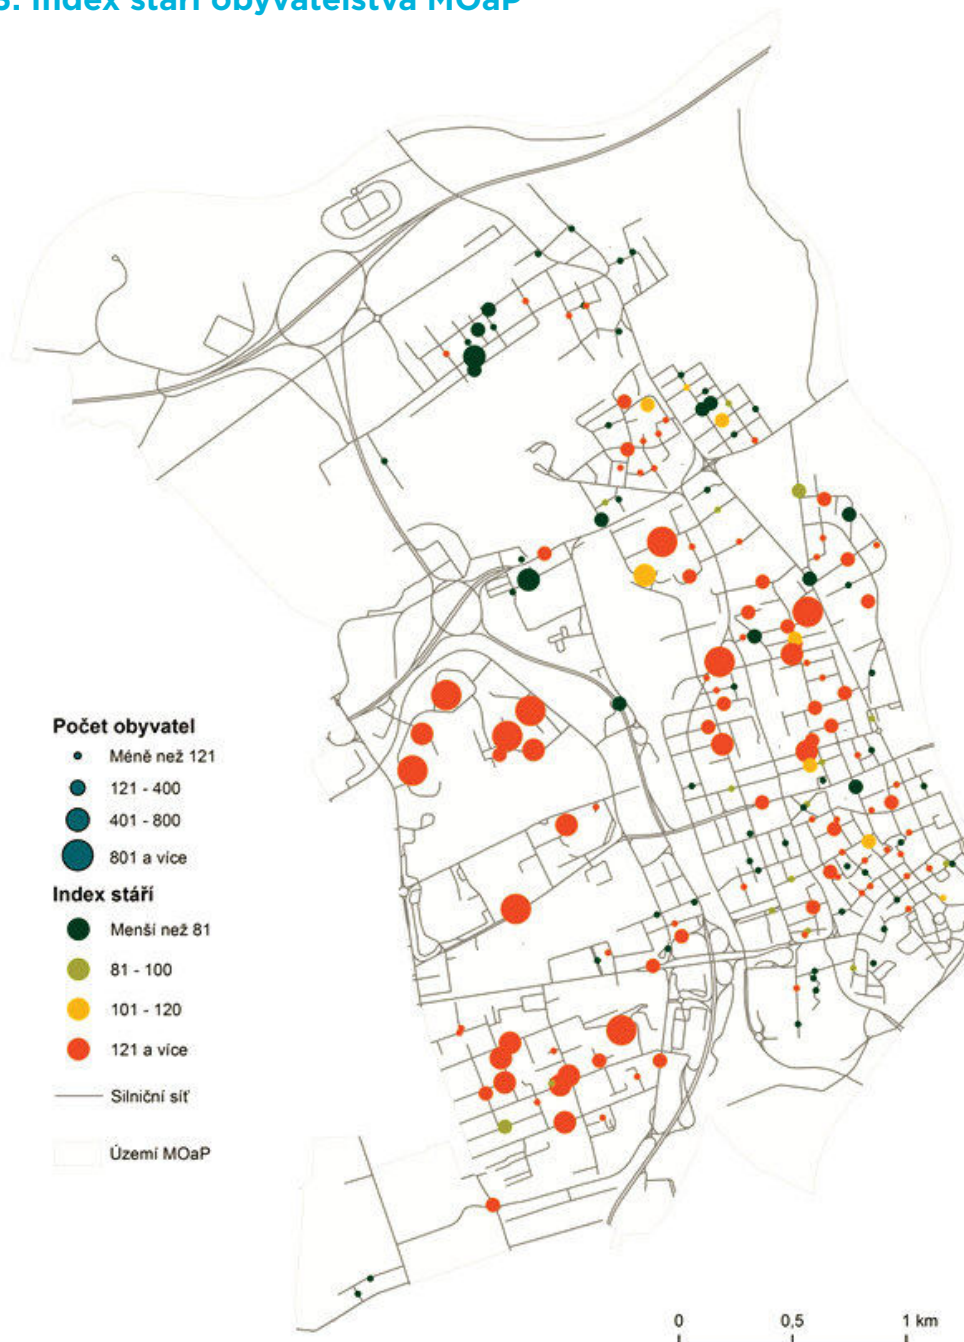 3. Index stáří obyvatelstva MOaP
Počet obyvatel
Méně než 121
121 - 400
401 - 800
801 a více
Index stáří
Menší než 81
81 - 100
101 - 120
121 a více
Silniční síť
Území MOaP
0 0,5 1 km